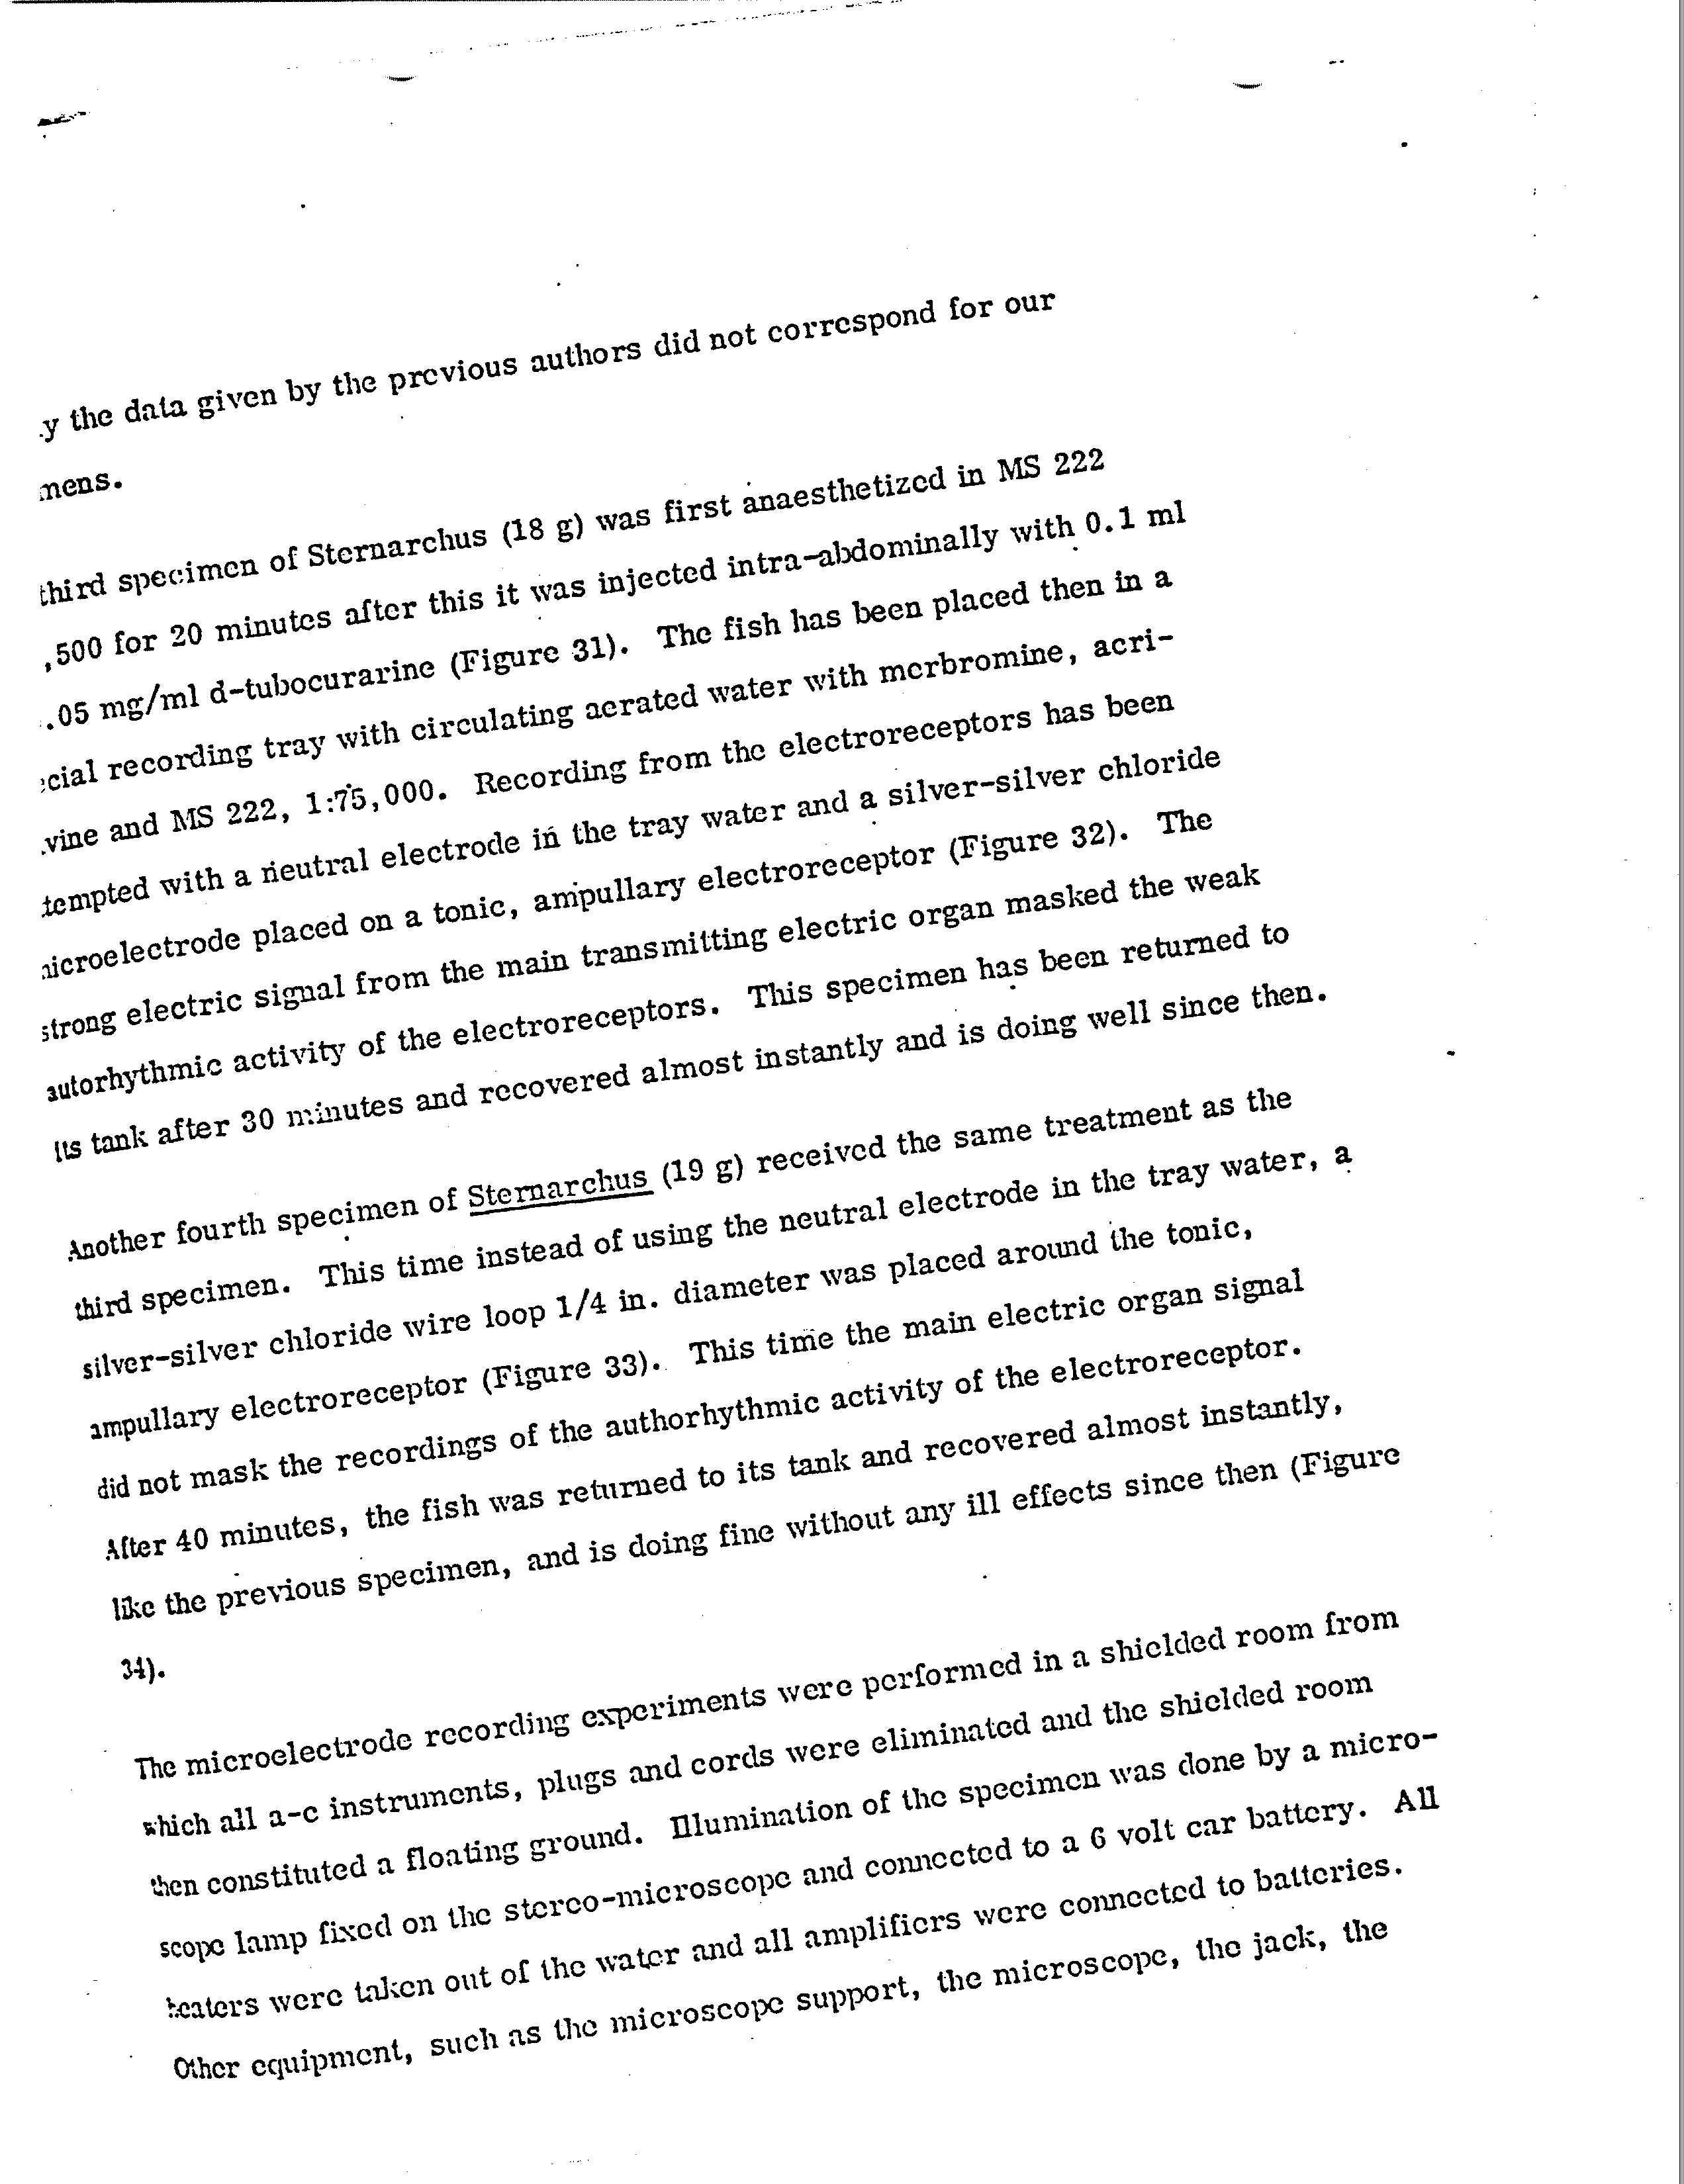 y the data given by the previous authors did not correspond for our
mens.
third specimen of Sternarchus (18 g) was first anaesthetized in MS 222
,500 for 20 minutes after this it was injected intra-abdominally with 0.1 ml
.05 mg/ml d-tubocurarine (Figure 31). The fish has been placed then in a
cial recording tray with circulating aerated water with merbromine, acri-
vine and MS 222, 1:75,000. Recording from the electroreceptors has been
tempted with a neutral electrode in the tray water and a silver-silver chloride
icroelectrode placed on a tonic, ampullary electroreceptor (Figure 32). The
strong electric signal from the main transmitting electric organ masked the weak
autorhythmic activity of the electroreceptors. This specimen has been returned to
its tank after 30 minutes and recovered almost instantly and is doing well since then.
Another fourth specimen of Sternarchus (19 g) received the same treatment as the
third specimen. This time instead of using the neutral electrode in the tray water, a
silver-silver chloride wire loop 1/4 in. diameter was placed around the tonic,
ampullary electroreceptor (Figure 33). This time the main electric organ signal
did not mask the recordings of the authorhythmic activity of the electroreceptor.
After 40 minutes, the fish was returned to its tank and recovered almost instantly,
like the previous specimen, and is doing fine without any ill effects since then (Figure
34).
The microelectrode recording experiments were performed in a shielded room from
which all a-c instruments, plugs and cords were eliminated and the shielded room
then constituted a floating ground. Illumination of the specimen was done by a micro-
scope lamp fixed on the stereo-microscope and connected to a 6 volt car battery. All
heaters were taken out of the water and all amplifiers were connected to batteries.
Other equipment, such as the microscope support, the microscope, the jack, the